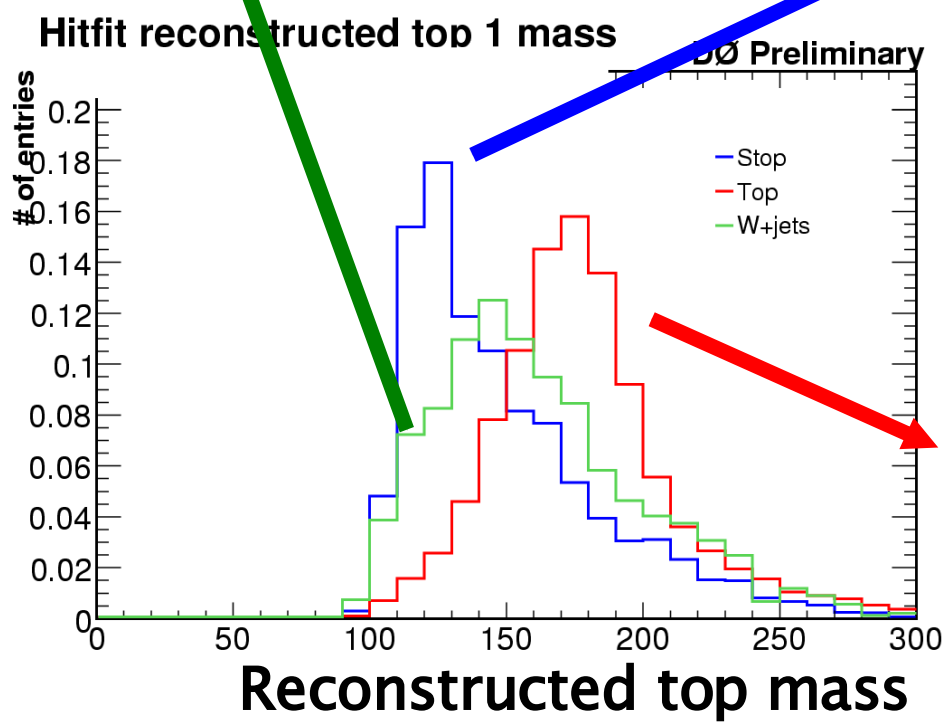 Hitfit reconstructed top 1 mass
DØ Preliminary
# of entries
0.2
0.18
0.16
0.14
0.12
0.1
0.08
0.06
0.04
0.02
0
Stop
Top
W+jets
0 50 100 150 200 250 300
Reconstructed top mass